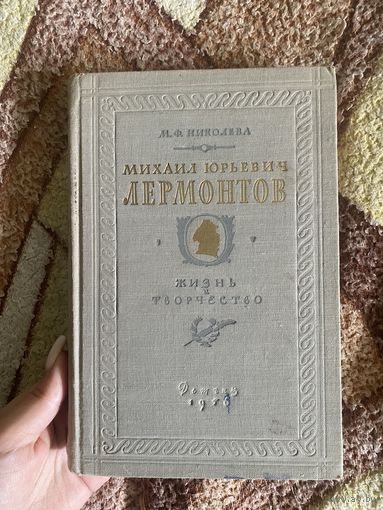 М.Ф. НИКОЛЕВА
МИХАИЛ ЮРЬЕВИЧ
ЛЕРМОНТОВ
ЖИЗНЬ
И
ТВОРЧЕСТВО
Детгиз